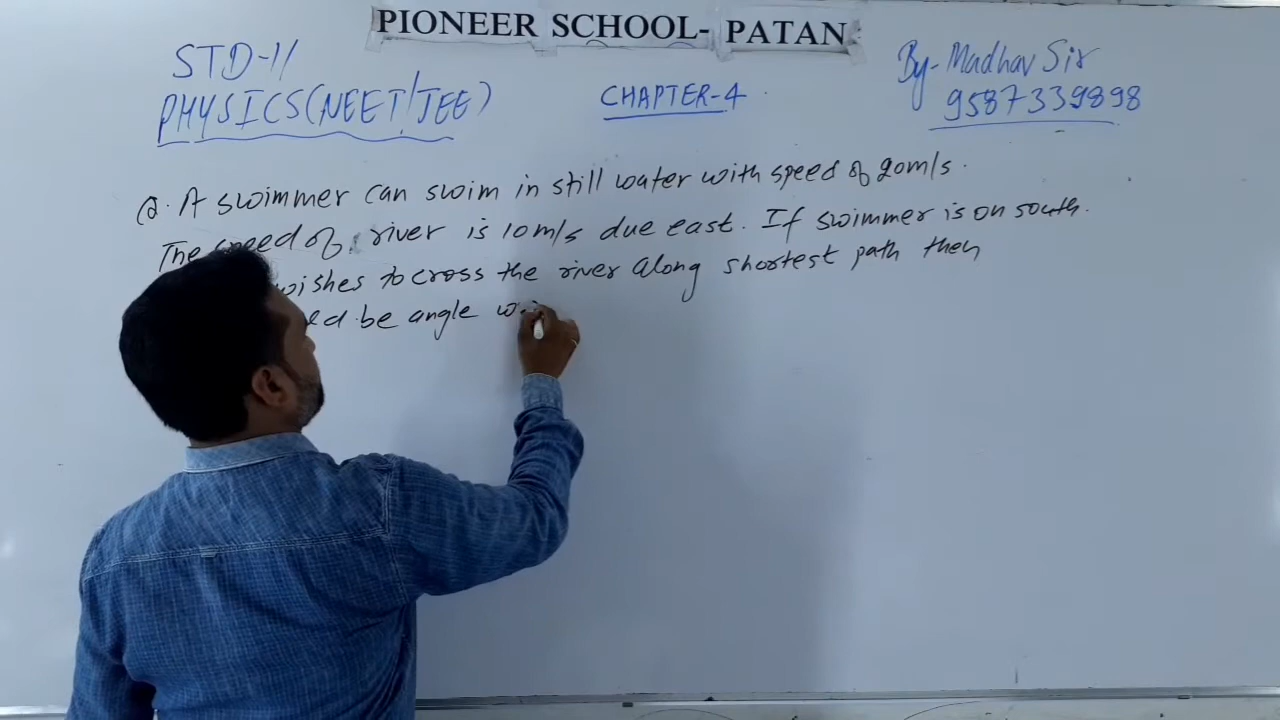 PIONEER SCHOOL- PATAN
STD-11
PHYSICS(NEET/JEE)
CHAPTER-4
By- Madhav Sir
9587339898
Q. A swimmer can swim in still water with speed of 20m/s.
The speed of river is 10m/s due east. If swimmer is on south.
wishes to cross the river along shortest path then
be angle